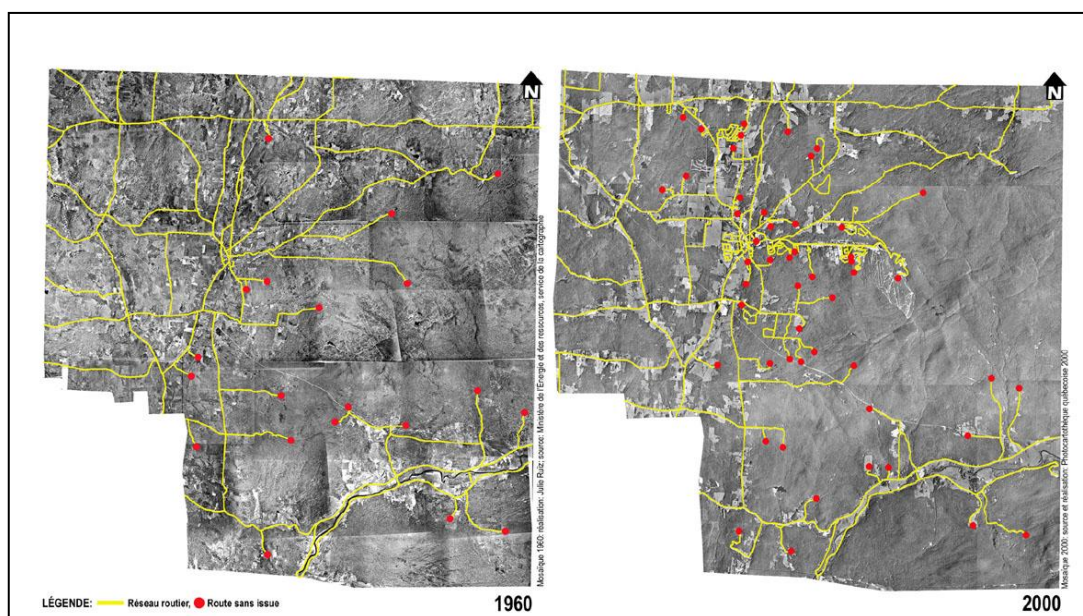 N
N
Mosaïque 1960: réalisation: Julie Ruiz; source: Ministère de l'Énergie et des ressources, service de la cartographe
Mosaïque 2000: source et réalisation: Photocartothèque québécoise 2000
LÉGENDE: Réseau routier, Route sans issue
1960
2000